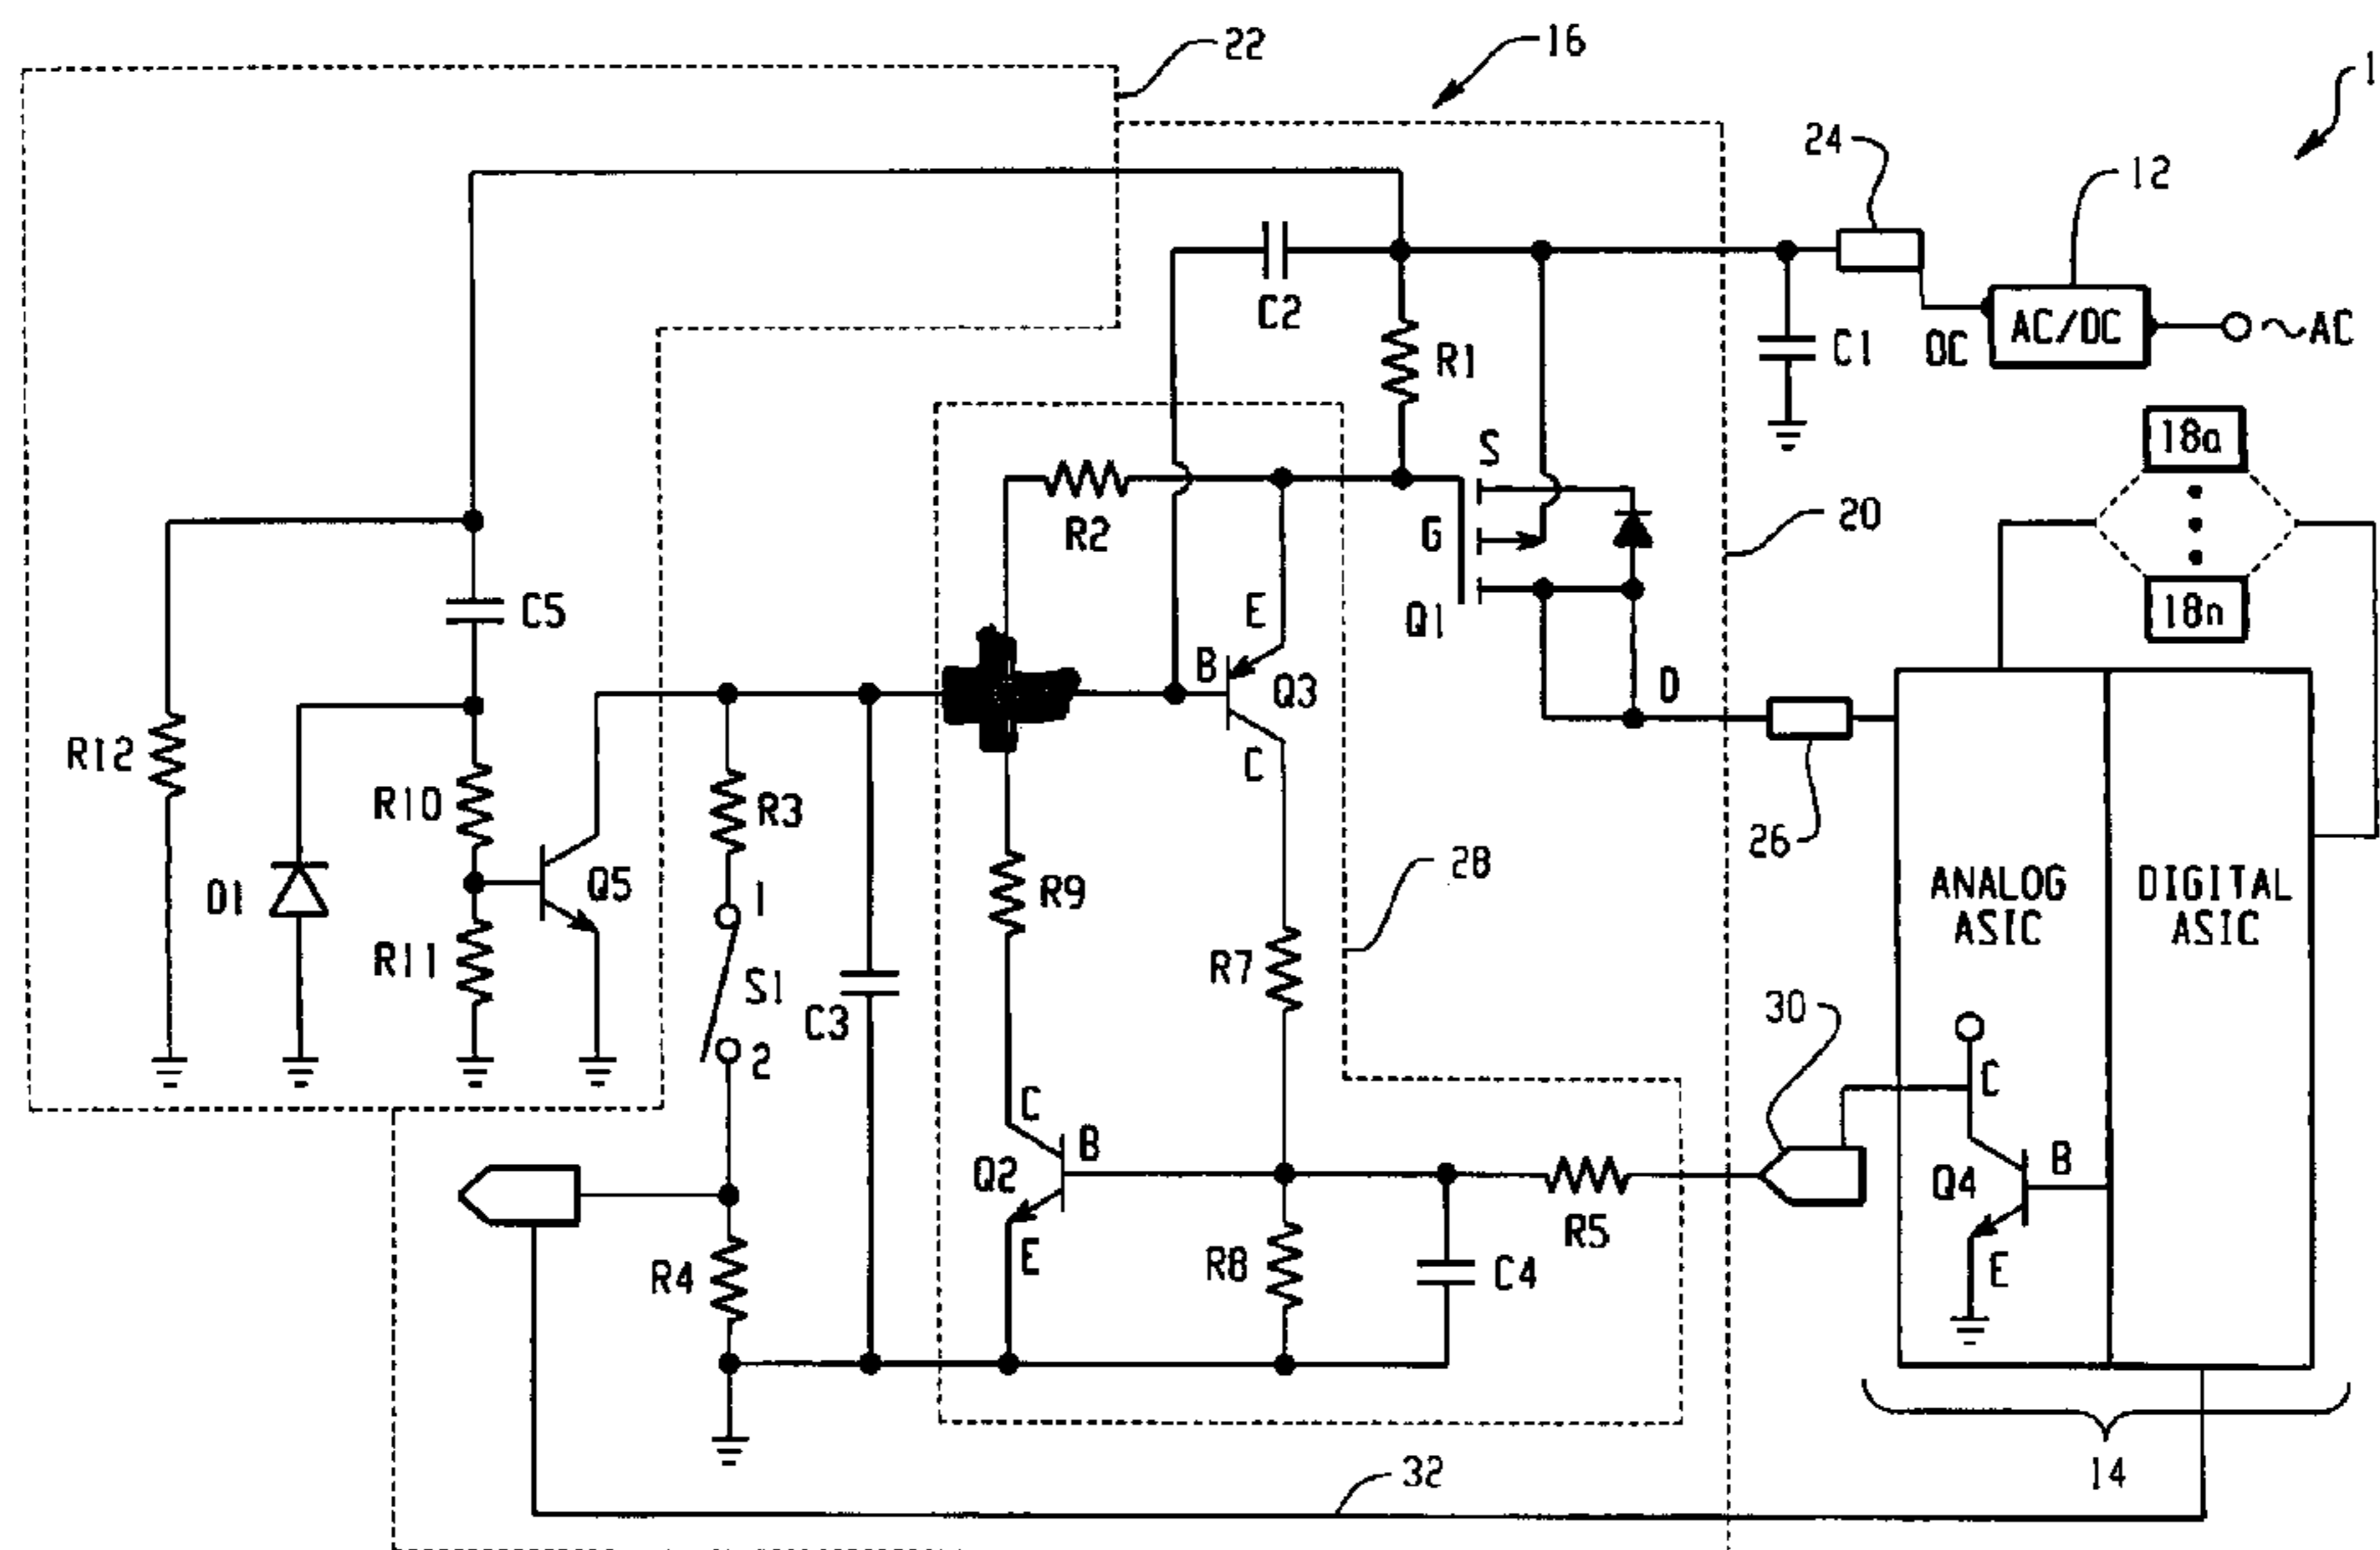 22
16
1
24
12
C2
R1
C1
DC
AC/DC
~AC
S
18a
20
R2
G
18n
C5
E
Q1
B
Q3
D
R12
C
R10
R3
26
Q5
1
R9
28
ANALOG
ASIC
DIGITAL
ASIC
D1
R11
S1
R7
C3
30
2
C
C
B
B
Q2
Q4
R5
R4
E
R8
C4
E
32
14